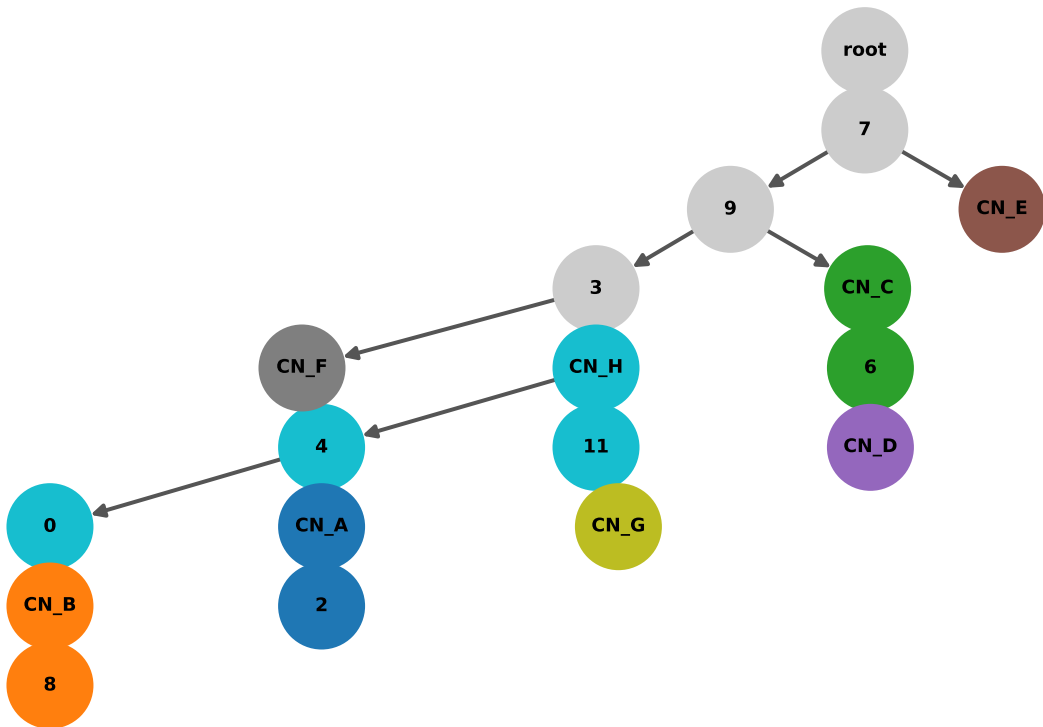 root
7
9
CN_E
3
CN_C
CN_F
CN_H
6
4
11
CN_D
0
CN_A
CN_G
CN_B
2
8